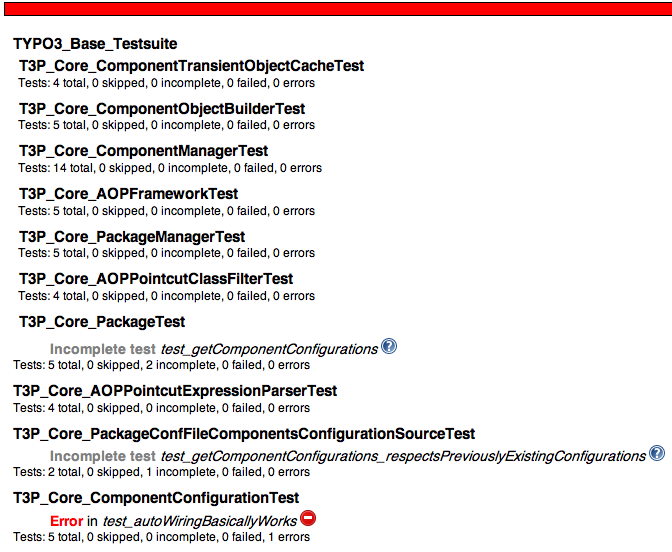 TYPO3_Base_Testsuite
T3P_Core_ComponentTransientObjectCacheTest
Tests: 4 total, 0 skipped, 0 incomplete, 0 failed, 0 errors
T3P_Core_ComponentObjectBuilderTest
Tests: 5 total, 0 skipped, 0 incomplete, 0 failed, 0 errors
T3P_Core_ComponentManagerTest
Tests: 14 total, 0 skipped, 0 incomplete, 0 failed, 0 errors
T3P_Core_AOPFrameworkTest
Tests: 5 total, 0 skipped, 0 incomplete, 0 failed, 0 errors
T3P_Core_PackageManagerTest
Tests: 5 total, 0 skipped, 0 incomplete, 0 failed, 0 errors
T3P_Core_AOPPointcutClassFilterTest
Tests: 4 total, 0 skipped, 0 incomplete, 0 failed, 0 errors
T3P_Core_PackageTest
Incomplete test test_getComponentConfigurations ?
Tests: 5 total, 0 skipped, 2 incomplete, 0 failed, 0 errors
T3P_Core_AOPPointcutExpressionParserTest
Tests: 4 total, 0 skipped, 0 incomplete, 0 failed, 0 errors
T3P_Core_PackageConfFileComponentsConfigurationSourceTest
Incomplete test test_getComponentConfigurations_respectsPreviouslyExistingConfigurations ?
Tests: 2 total, 0 skipped, 1 incomplete, 0 failed, 0 errors
T3P_Core_ComponentConfigurationTest
Error in test_autoWiringBasicallyWorks
Tests: 5 total, 0 skipped, 0 incomplete, 0 failed, 1 errors